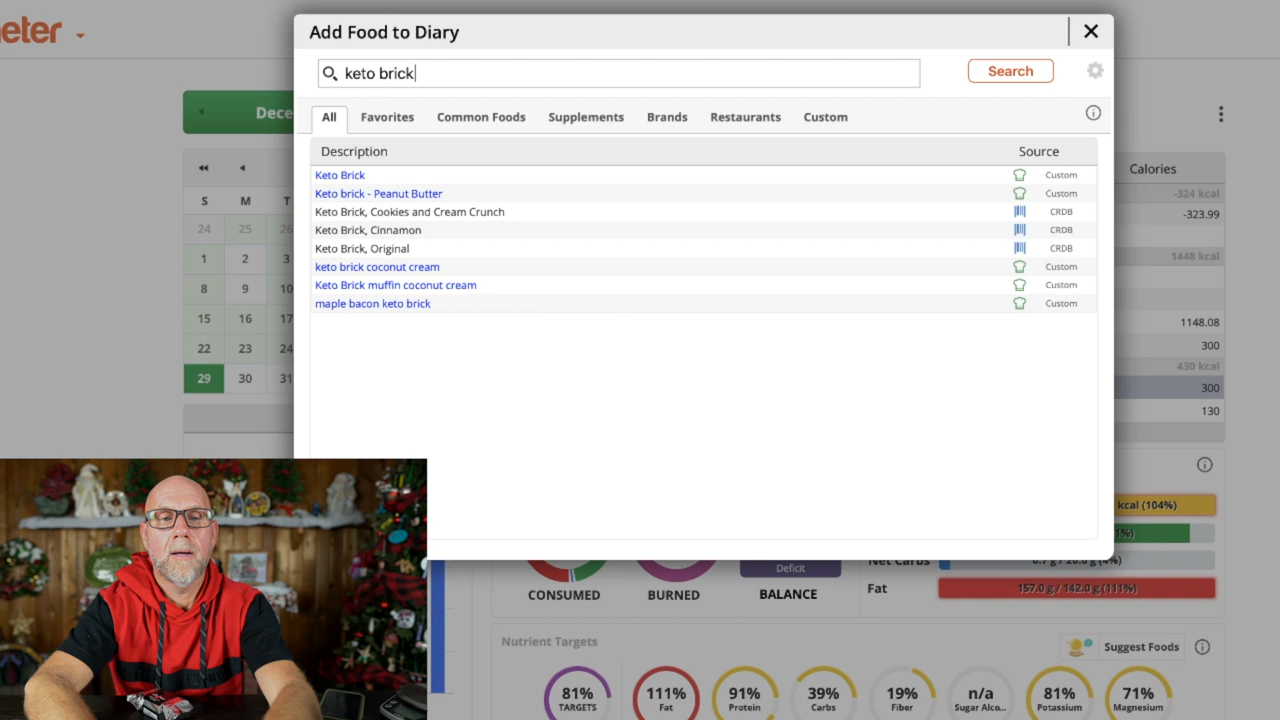 eter
Add Food to Diary
keto brick
Search
All Favorites Common Foods Supplements Brands Restaurants Custom
Description Source
Keto Brick Custom
Keto brick - Peanut Butter Custom
Keto Brick, Cookies and Cream Crunch CRDB
Keto Brick, Cinnamon CRDB
Keto Brick, Original CRDB
keto brick coconut cream Custom
Keto Brick muffin coconut cream Custom
maple bacon keto brick Custom
Dece
S M T
24 25 26
1 2 3
8 9 10
15 16 17
22 23 24
29 30 31
Calories
-324 kcal
-323.99
1448 kcal
1148.08
300
430 kcal
300
130
kcal (104%)
Net Carbs
Fat 157.0 g / 142.0 g (111%)
Deficit
CONSUMED BURNED BALANCE
Nutrient Targets Suggest Foods
81% TARGETS
111% Fat
91% Protein
39% Carbs
19% Fiber
n/a Sugar Alco...
81% Potassium
71% Magnesium